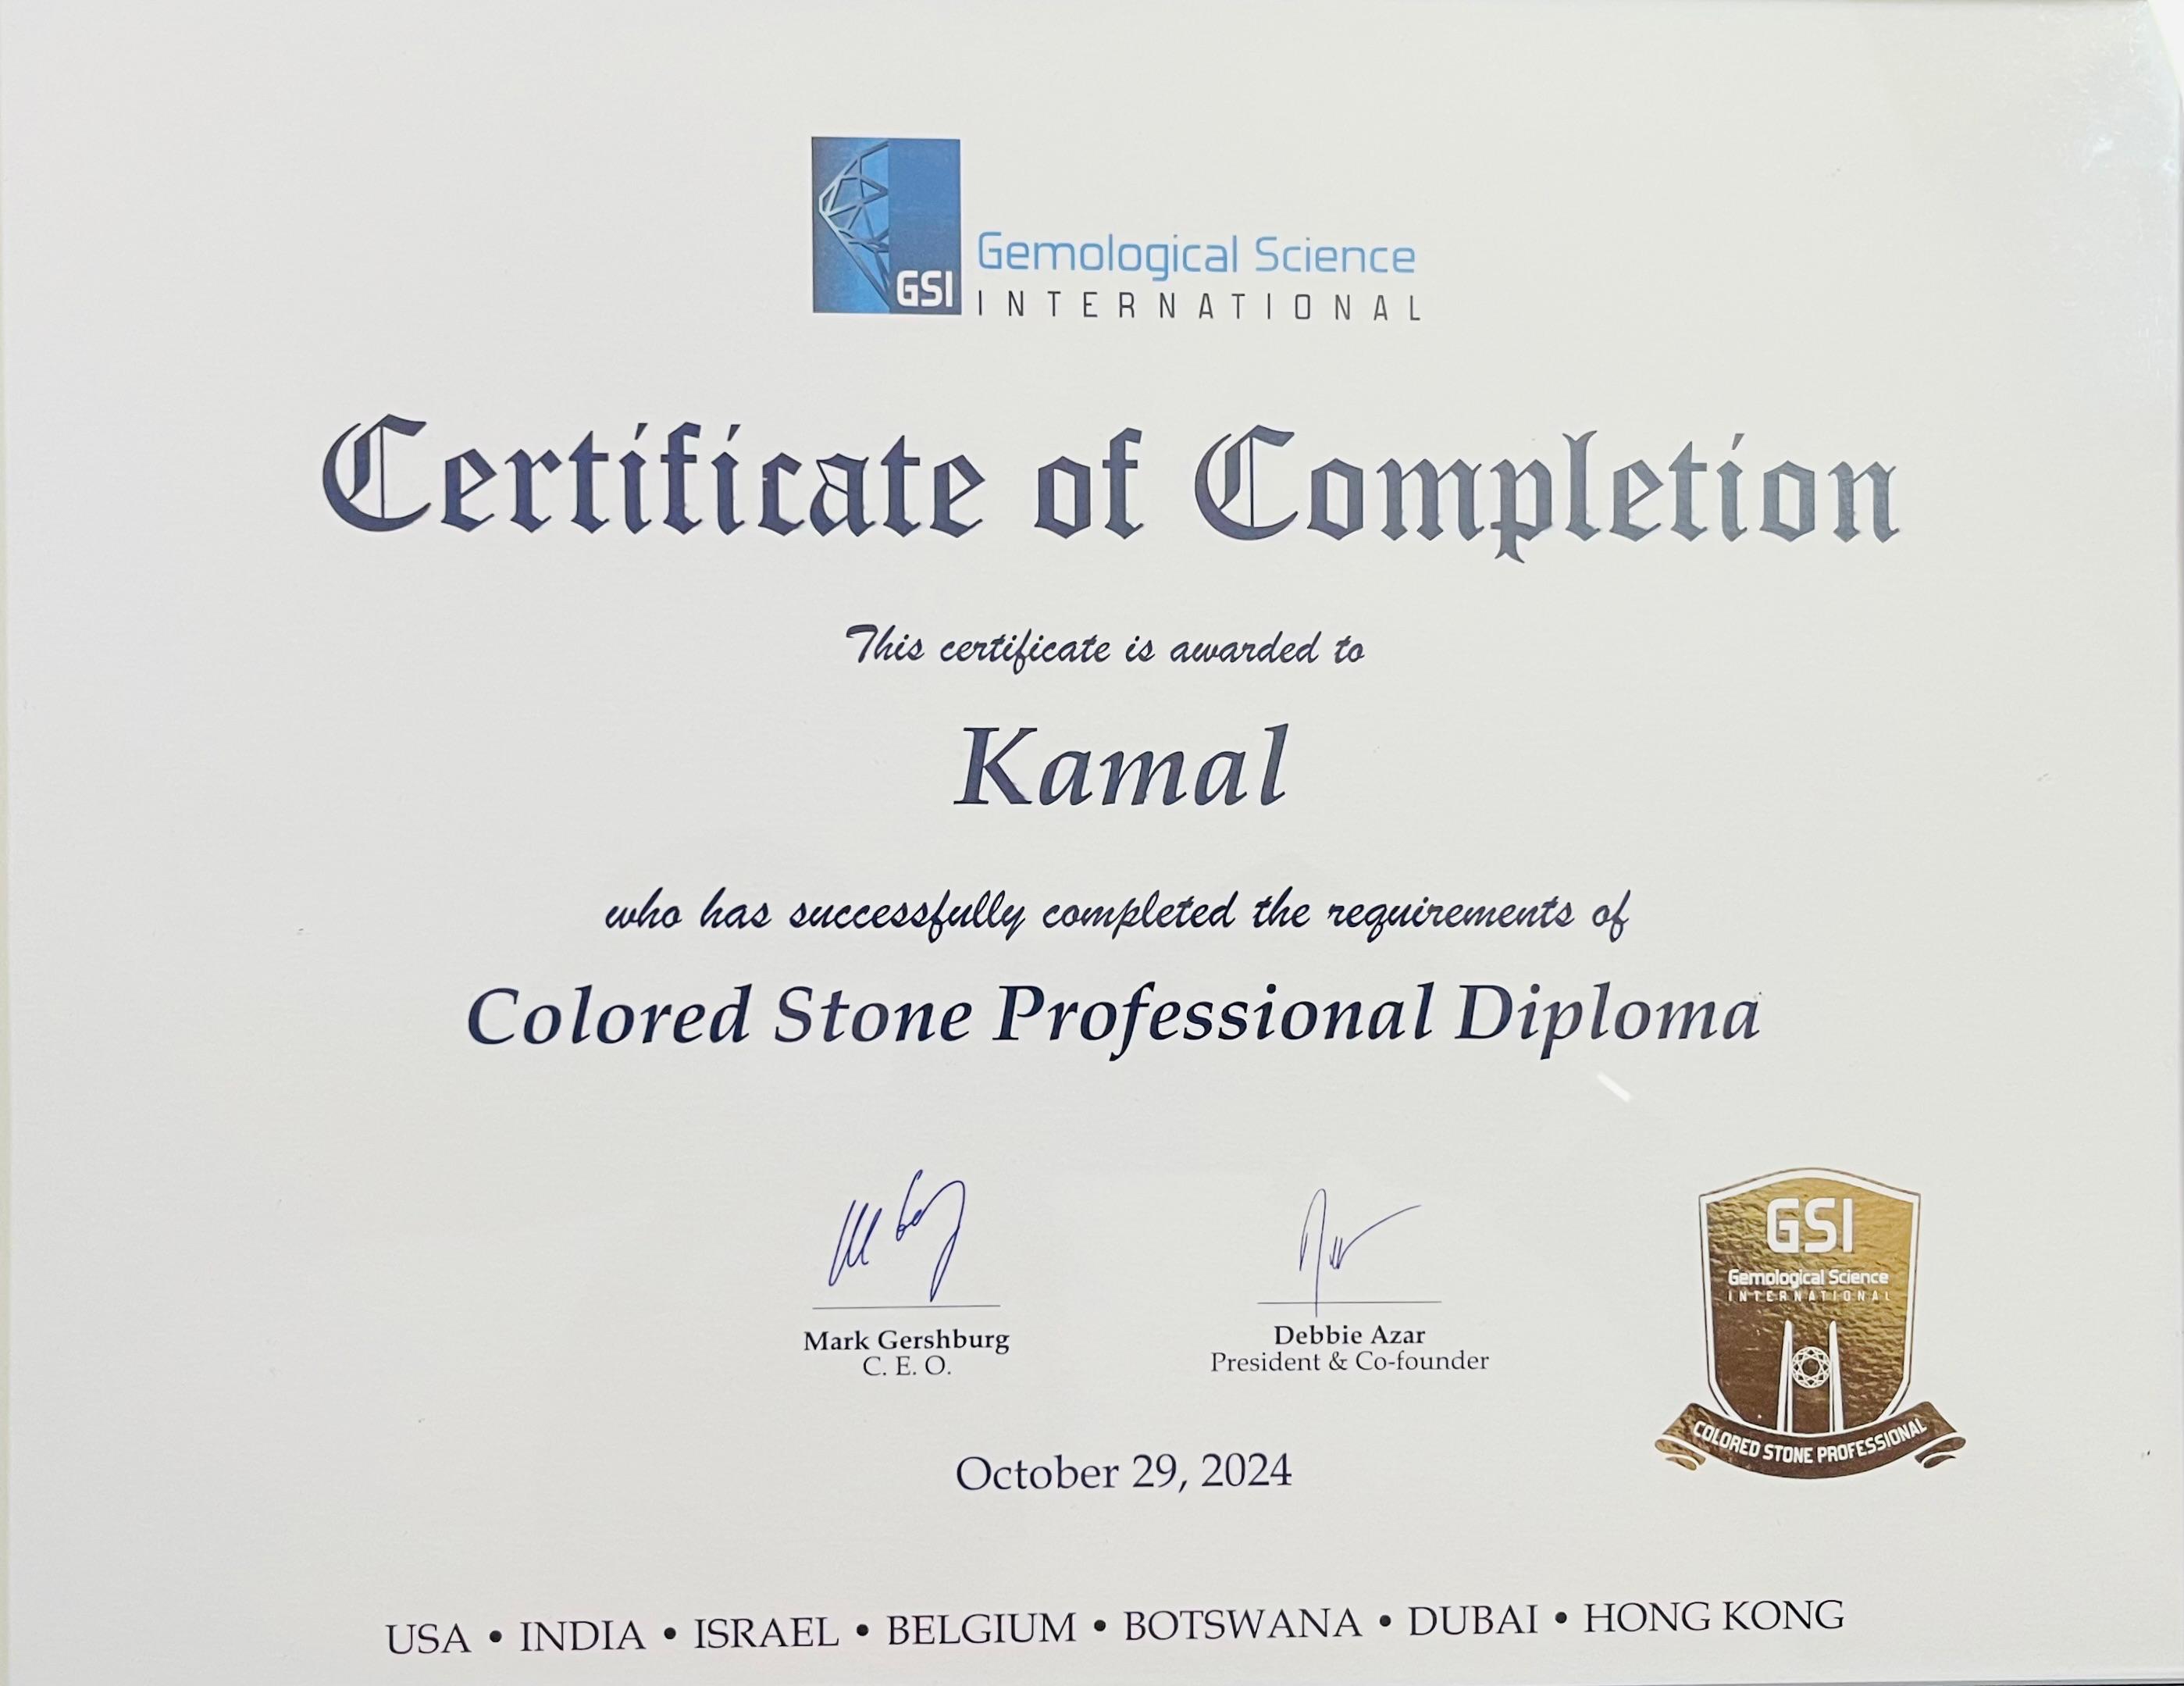 GSI
Gemological Science
INTERNATIONAL
Certificate of Completion
This certificate is awarded to
Kamal
who has successfully completed the requirements of
Colored Stone Professional Diploma
Mark Gershburg
C. E. O.
Debbie Azar
President & Co-founder
GSI
Gemological Science
INTERNATIONAL
COLORED STONE PROFESSIONAL
October 29, 2024
USA • INDIA • ISRAEL • BELGIUM • BOTSWANA • DUBAI • HONG KONG